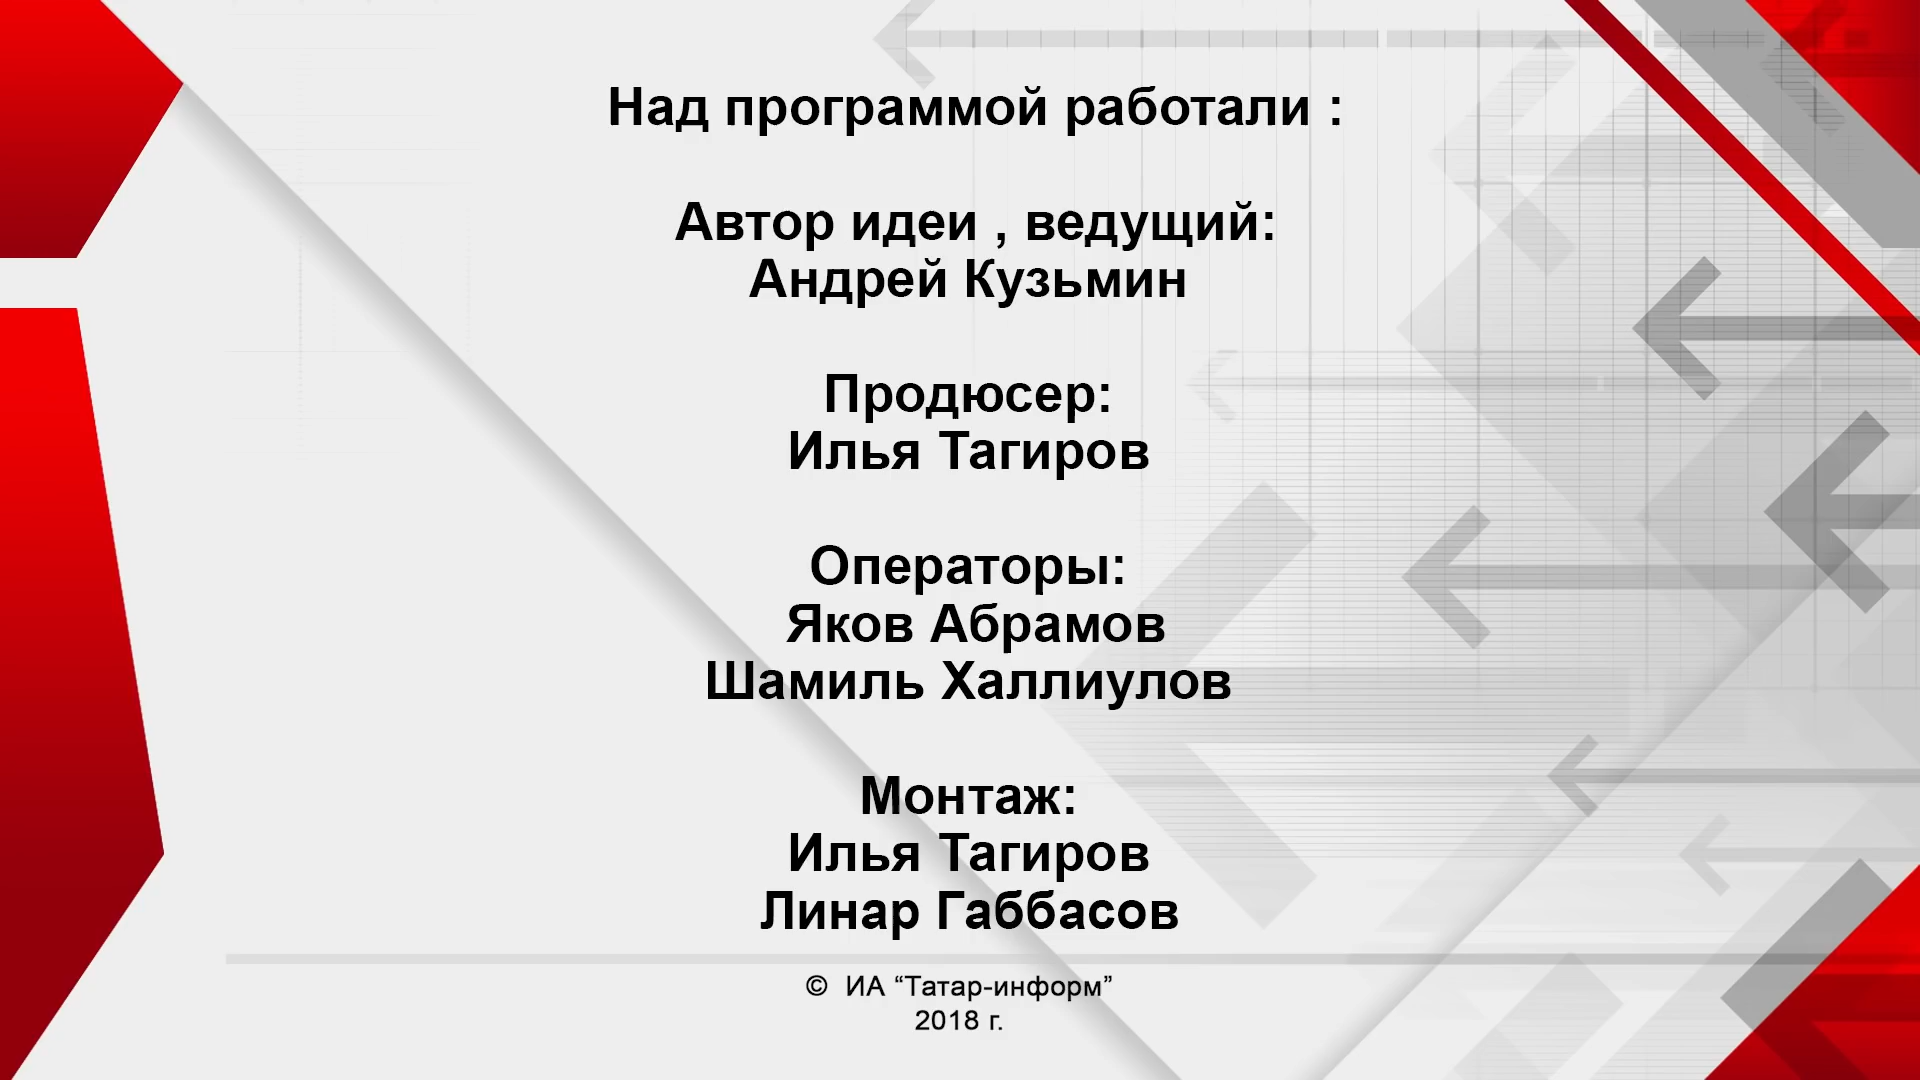 Над программой работали :
Автор идеи , ведущий:
Андрей Кузьмин
Продюсер:
Илья Тагиров
Операторы:
Яков Абрамов
Шамиль Халлиулов
Монтаж:
Илья Тагиров
Линар Габбасов
© ИА “Татар-информ”
2018 г.